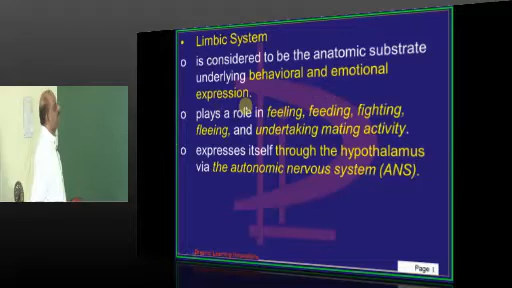 • Limbic System
o is considered to be the anatomic substrate
underlying behavioral and emotional
expression.
o plays a role in feeling, feeding, fighting,
fleeing, and undertaking mating activity.
o expresses itself through the hypothalamus
via the autonomic nervous system (ANS).
Page 1